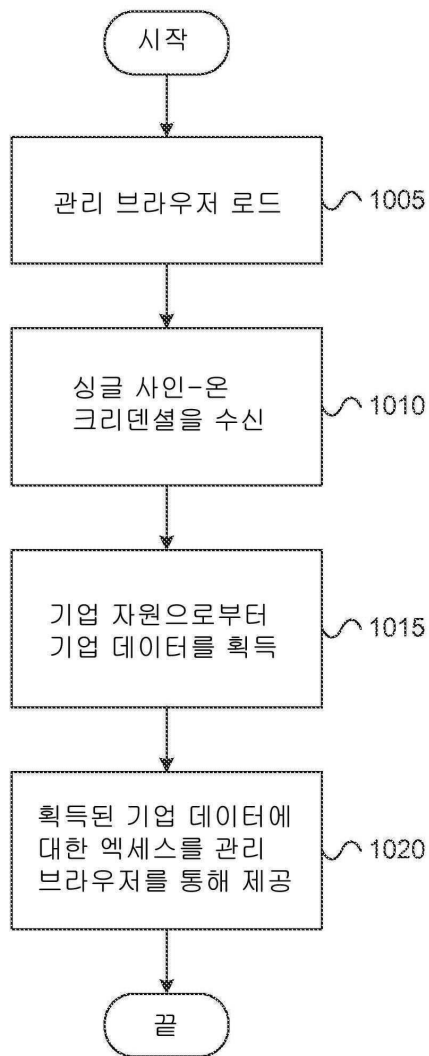 시작
관리 브라우저 로드
1005
싱글 사인-온
크리덴셜을 수신
1010
기업 자원으로부터
기업 데이터를 획득
1015
획득된 기업 데이터에
대한 엑세스를 관리
브라우저를 통해 제공
1020
끝